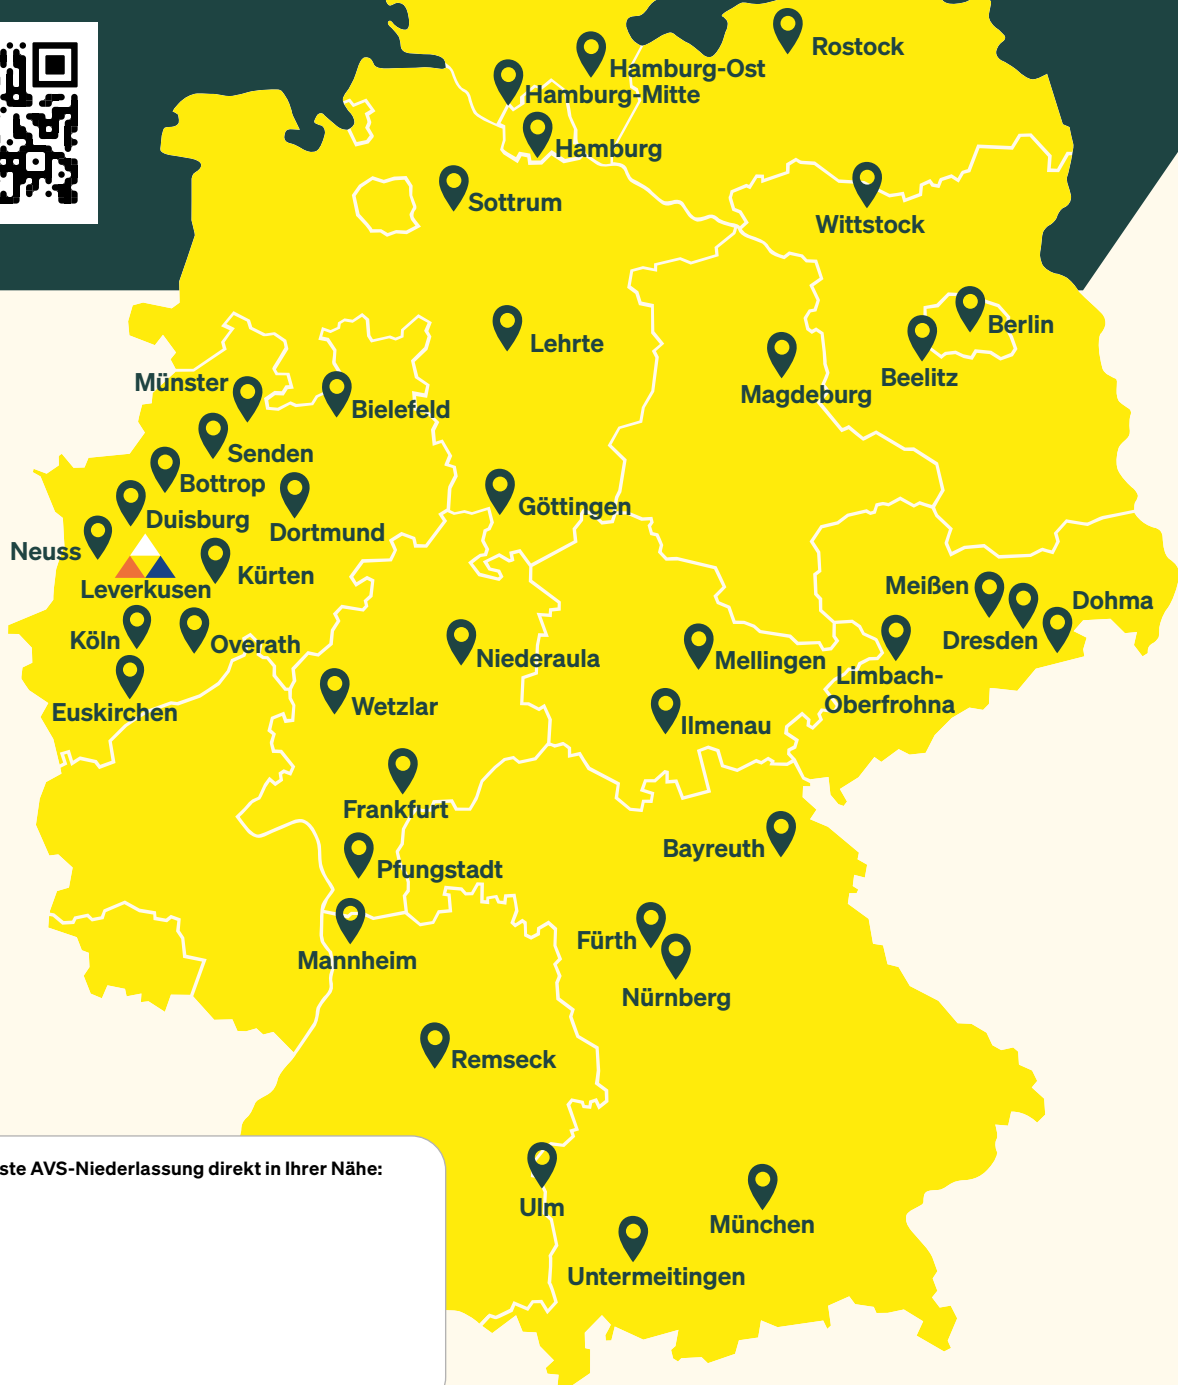 Rostock
Hamburg-Ost
Hamburg-Mitte
Hamburg
Sottrum
Wittstock
Berlin
Lehrte
Beelitz
Münster
Magdeburg
Bielefeld
Senden
Bottrop
Göttingen
Duisburg
Dortmund
Neuss
Kürten
Leverkusen
Meißen
Dohma
Köln
Overath
Dresden
Niederaula
Mellingen
Limbach-
Oberfrohna
Euskirchen
Wetzlar
Ilmenau
Frankfurt
Bayreuth
Pfungstadt
Fürth
Mannheim
Nürnberg
Remseck
ste AVS-Niederlassung direkt in Ihrer Nähe:
Ulm
München
Untermeitingen